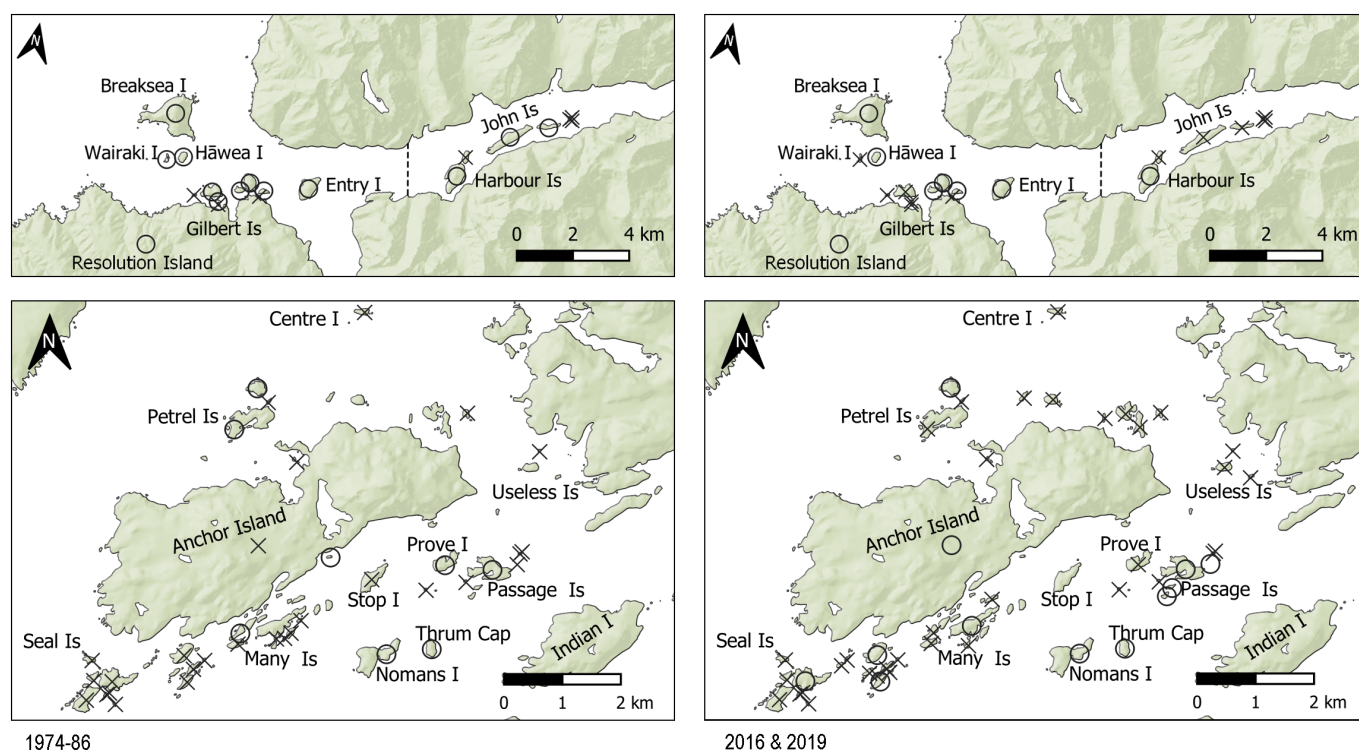 N
Breaksea I
John Is
Wairaki I
Hāwea I
Entry I
Harbour Is
Gilbert Is
0 2 4 km
Resolution Island
N
Breaksea I
John Is
Wairaki I
Hāwea I
Entry I
Harbour Is
Gilbert Is
0 2 4 km
Resolution Island
N
Centre I
Petrel Is
Useless Is
Anchor Island
Prove I
Passage Is
Stop I
Thrum Cap
Indian I
Seal Is
Many Is
Nomans I
0 1 2 km
1974-86
N
Centre I
Petrel Is
Useless Is
Anchor Island
Prove I
Passage Is
Stop I
Thrum Cap
Indian I
Seal Is
Many Is
Nomans I
0 1 2 km
2016 & 2019